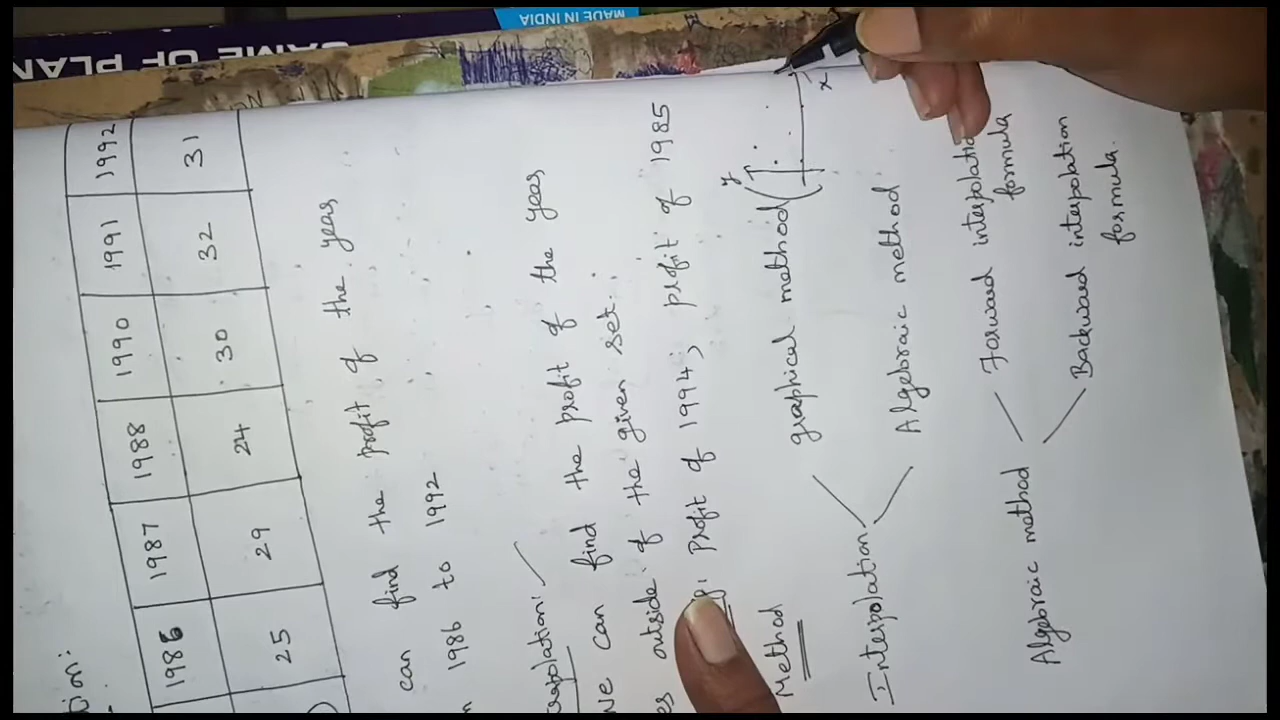 MADE IN INDIA
OF PLAN
tion:
1986 1987 1988 1990 1991 1992
25 29 24 30 32 31
can find the profit of the year
1986 to 1992
We can find the profit of the year
outside of the given set.
profit of 1994, profit of 1985
Method
Interpolation
graphical method (
y
x
Algebraic method
Algebraic method
Forward interpolation
formula
Backward interpolation
formula.